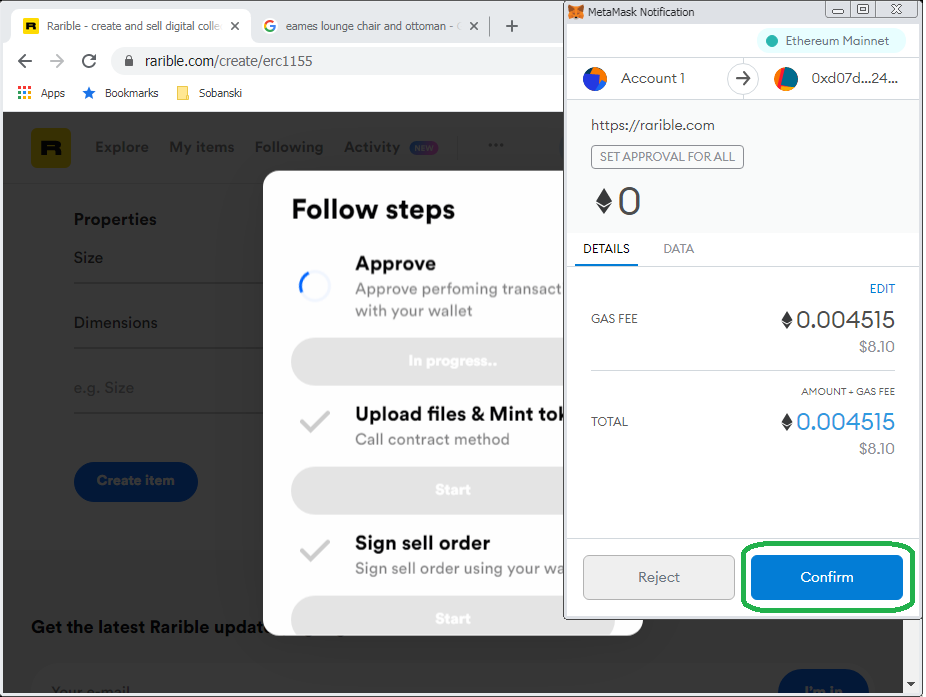 Rarible - create and sell digital colle
eames lounge chair and ottoman -
rarible.com/create/erc1155
Apps
Bookmarks
Sobanski
R
Explore
My items
Following
Activity
NEW
Properties
Size
Dimensions
e.g. Size
Create item
Get the latest Rarible
Your e-mail
I'm in
Follow steps
Approve
Approve perfoming transact
with your wallet
In progress..
Upload files & Mint tok
Call contract method
Start
Sign sell order
Sign sell order using your wa
Start
MetaMask Notification
Ethereum Mainnet
Account 1
0xd07d...24...
https://rarible.com
SET APPROVAL FOR ALL
0
DETAILS
DATA
EDIT
GAS FEE
0.004515
$8.10
AMOUNT + GAS FEE
TOTAL
0.004515
$8.10
Reject
Confirm